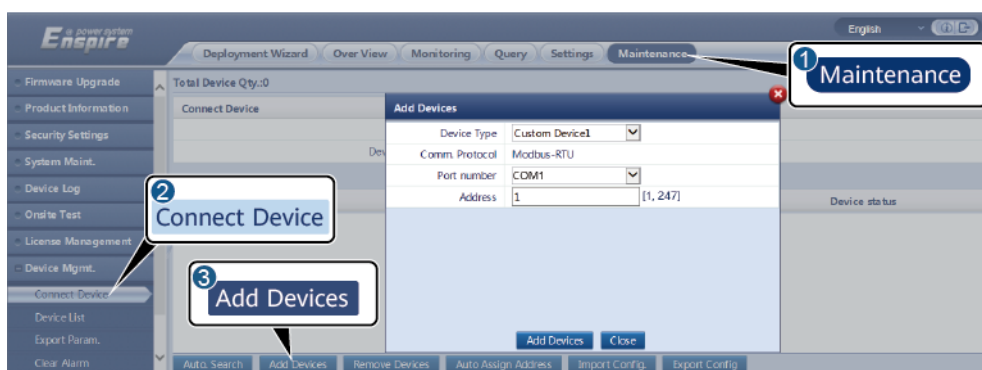 e power system
Enspire
English
Deployment Wizard Over View Monitoring Query Settings Maintenance
1
Maintenance
Firmware Upgrade
Product Information
Security Settings
System Maint.
Device Log
Onsite Test
License Management
Device Mgmt.
Connect Device
Device List
Export Param.
Clear Alarm
Total Device Qty.:0
Connect Device
Dev
Device status
2
Connect Device
3
Add Devices
Add Devices
Device Type Custom Device1
Comm. Protocol Modbus-RTU
Port number COM1
Address 1 [1, 247]
Add Devices Close
Auto. Search Add Devices Remove Devices Auto Assign Address Import Config. Export Config